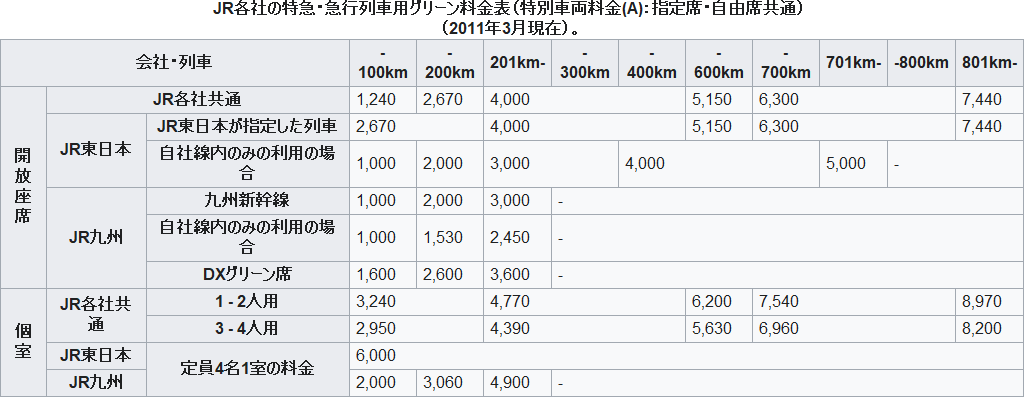 JR各社の特急・急行列車用グリーン料金表（特別車両料金(A)：指定席・自由席共通）
（2011年3月現在）。
会社・列車 -100km -200km 201km- -300km -400km -600km -700km 701km- -800km 801km-
開放座席 JR各社共通 1,240 2,670 4,000 5,150 6,300 7,440
JR東日本 JR東日本が指定した列車 2,670 4,000 5,150 6,300 7,440
自社線内のみの利用の場合 1,000 2,000 3,000 4,000 5,000 -
JR九州 九州新幹線 1,000 2,000 3,000 -
自社線内のみの利用の場合 1,000 1,530 2,450 -
DXグリーン席 1,600 2,600 3,600 -
個室 JR各社共通 1 - 2人用 3,240 4,770 6,200 7,540 8,970
3 - 4人用 2,950 4,390 5,630 6,960 8,200
JR東日本 定員4名1室の料金 6,000
JR九州 2,000 3,060 4,900 -